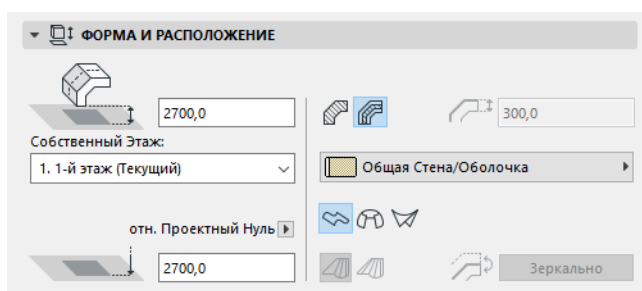 ФОРМА И РАСПОЛОЖЕНИЕ
2700,0
300,0
Собственный Этаж:
1. 1-й этаж (Текущий)
Общая Стена/Оболочка
отн. Проектный Нуль
2700,0
Зеркально